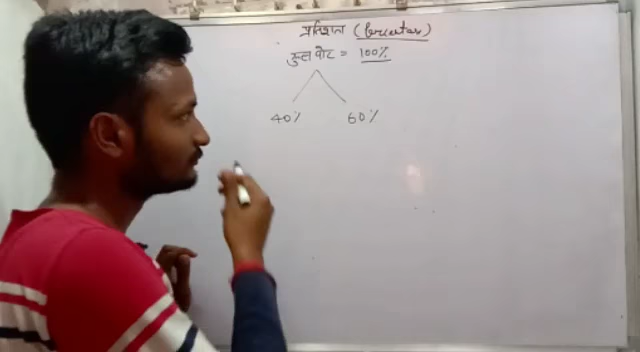 प्रतिशत (Percentage)
कुल वोट = 100%
40% 60%